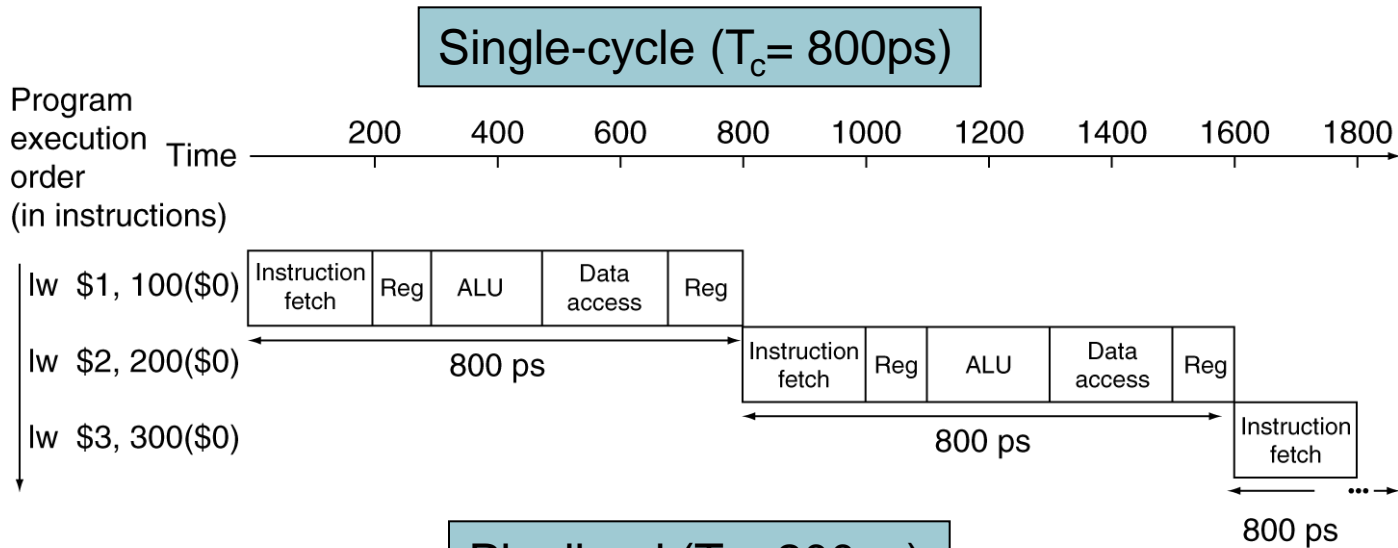 Single-cycle (Tc= 800ps)
Program
execution
order
(in instructions)
Time
200 400 600 800 1000 1200 1400 1600 1800
lw $1, 100($0)
Instruction
fetch
Reg
ALU
Data
access
Reg
800 ps
lw $2, 200($0)
Instruction
fetch
Reg
ALU
Data
access
Reg
800 ps
lw $3, 300($0)
Instruction
fetch
...
800 ps